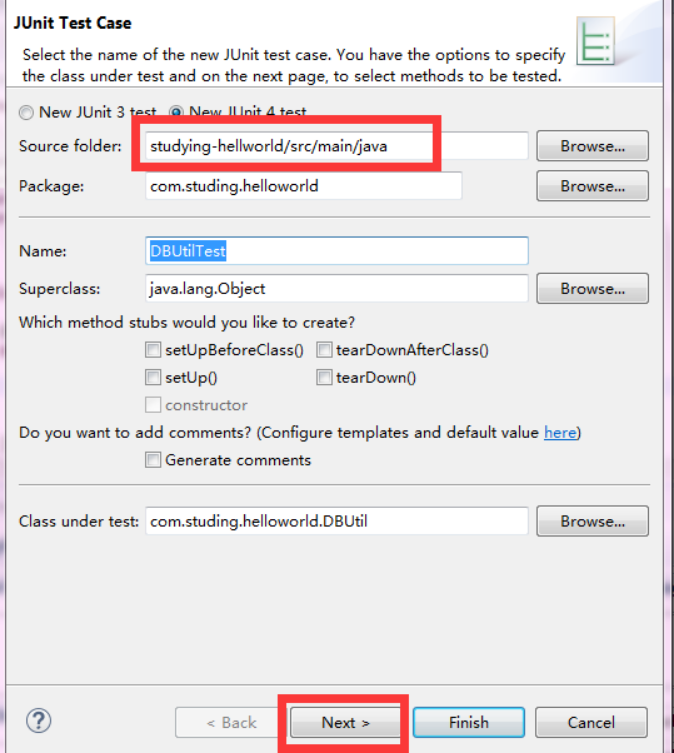 JUnit Test Case
Select the name of the new JUnit test case. You have the options to specify
the class under test and on the next page, to select methods to be tested.
New JUnit 3 test New JUnit 4 test
Source folder: studying-hellworld/src/main/java Browse...
Package: com.studing.helloworld Browse...
Name: DBUtilTest
Superclass: java.lang.Object Browse...
Which method stubs would you like to create?
setUpBeforeClass() tearDownAfterClass()
setUp() tearDown()
constructor
Do you want to add comments? (Configure templates and default value here)
Generate comments
Class under test: com.studing.helloworld.DBUtil Browse...
? < Back Next > Finish Cancel